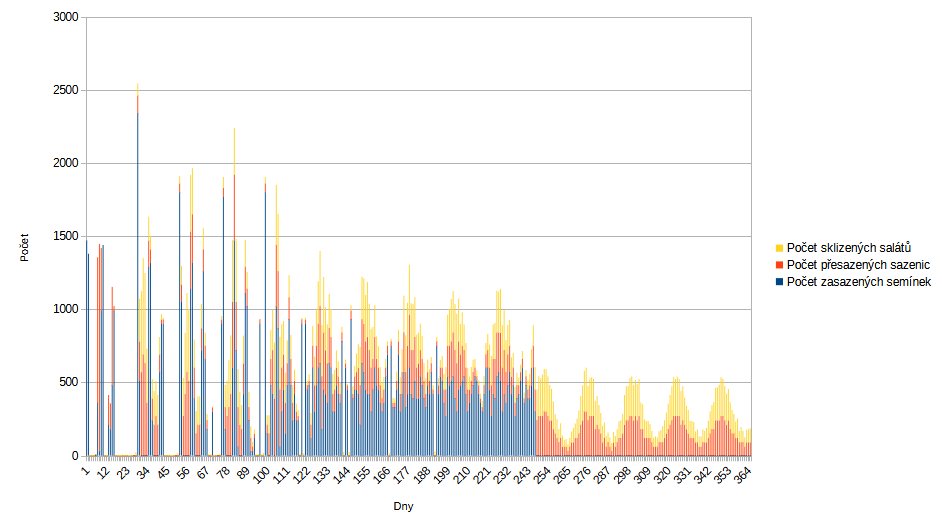 3000
2500
2000
1500
1000
500
0
Počet
1 12 23 34 45 56 67 78 89 100 111 122 133 144 155 166 177 188 199 210 221 232 243 254 265 276 287 298 309 320 331 342 353 364
Dny
Počet sklizených salátů
Počet přesazených sazenic
Počet zasazených semínek